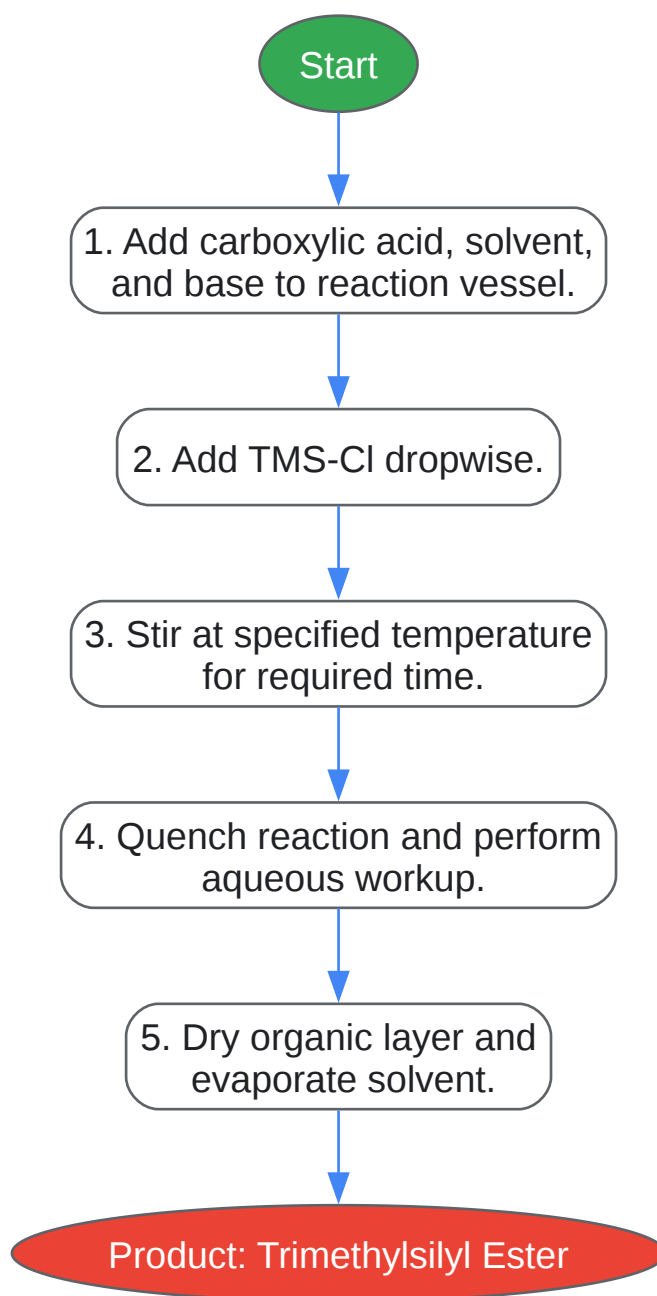 Start
1. Add carboxylic acid, solvent,
and base to reaction vessel.
2. Add TMS-Cl dropwise.
3. Stir at specified temperature
for required time.
4. Quench reaction and perform
aqueous workup.
5. Dry organic layer and
evaporate solvent.
Product: Trimethylsilyl Ester